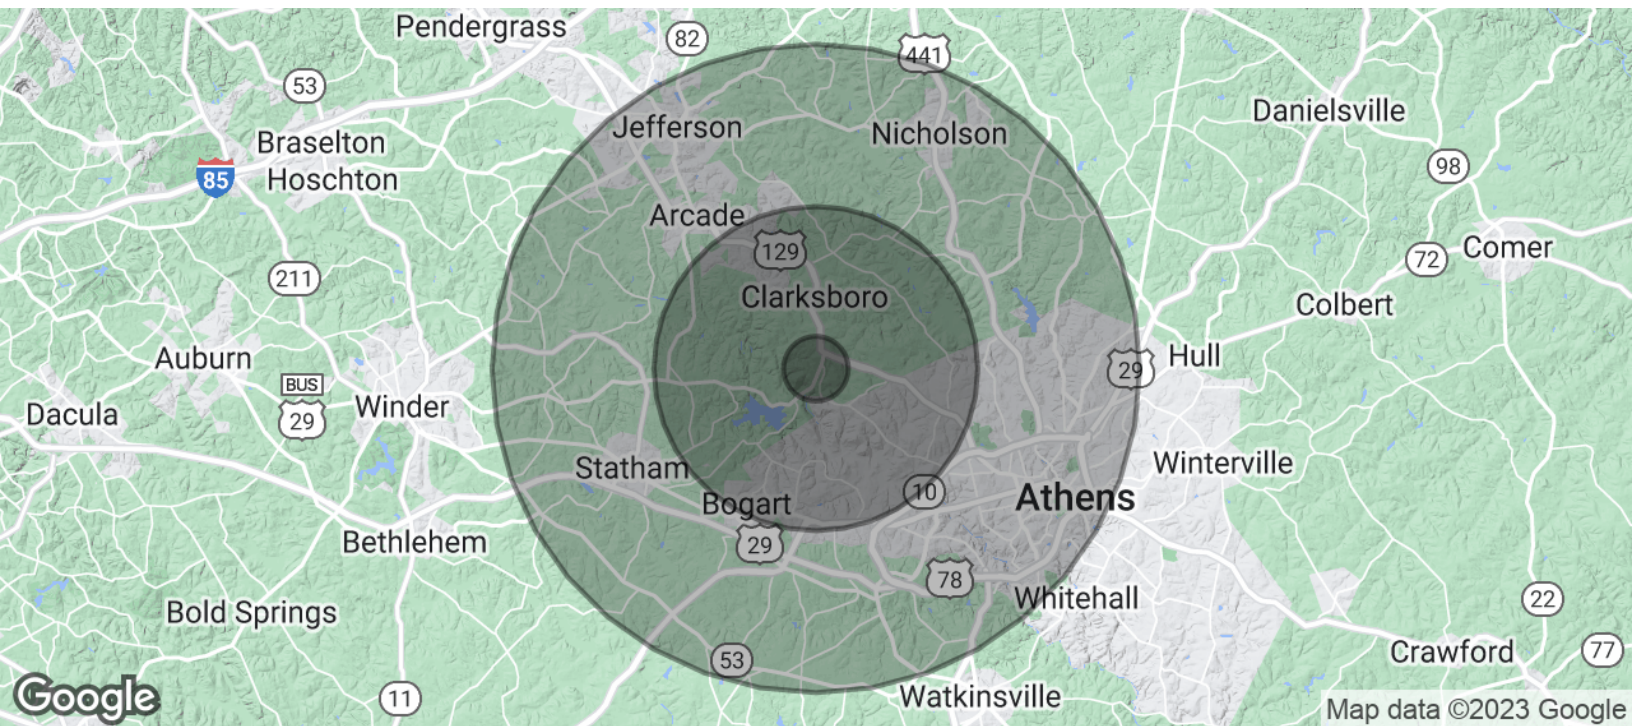 Pendergrass
82
441
53
Jefferson
Nicholson
Danielsville
Braselton
98
85
Hoschton
Arcade
129
Comer
72
211
Clarksboro
Colbert
Auburn
Hull
29
BUS
29
Dacula
Winder
Statham
Winterville
10
Athens
Bogart
Bethlehem
29
78
Whitehall
22
Bold Springs
Crawford
77
53
Google
11
Watkinsville
Map data ©2023 Google